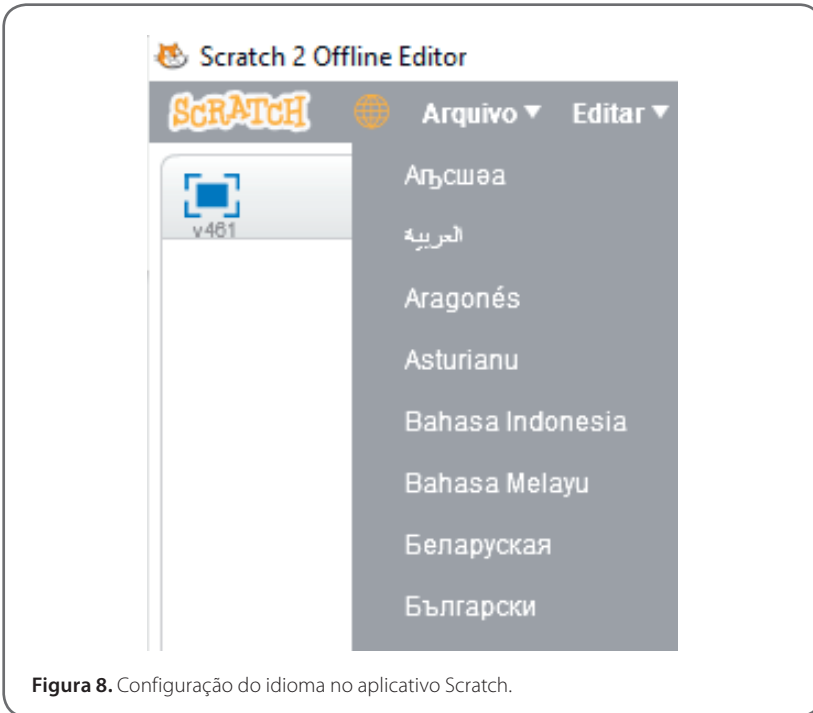 Scratch 2 Offline Editor
SCRATCH Arquivo ▼ Editar ▼
v461
Аҧсшәа
العربية
Aragonés
Asturianu
Bahasa Indonesia
Bahasa Melayu
Беларуская
Български
Figura 8. Configuração do idioma no aplicativo Scratch.